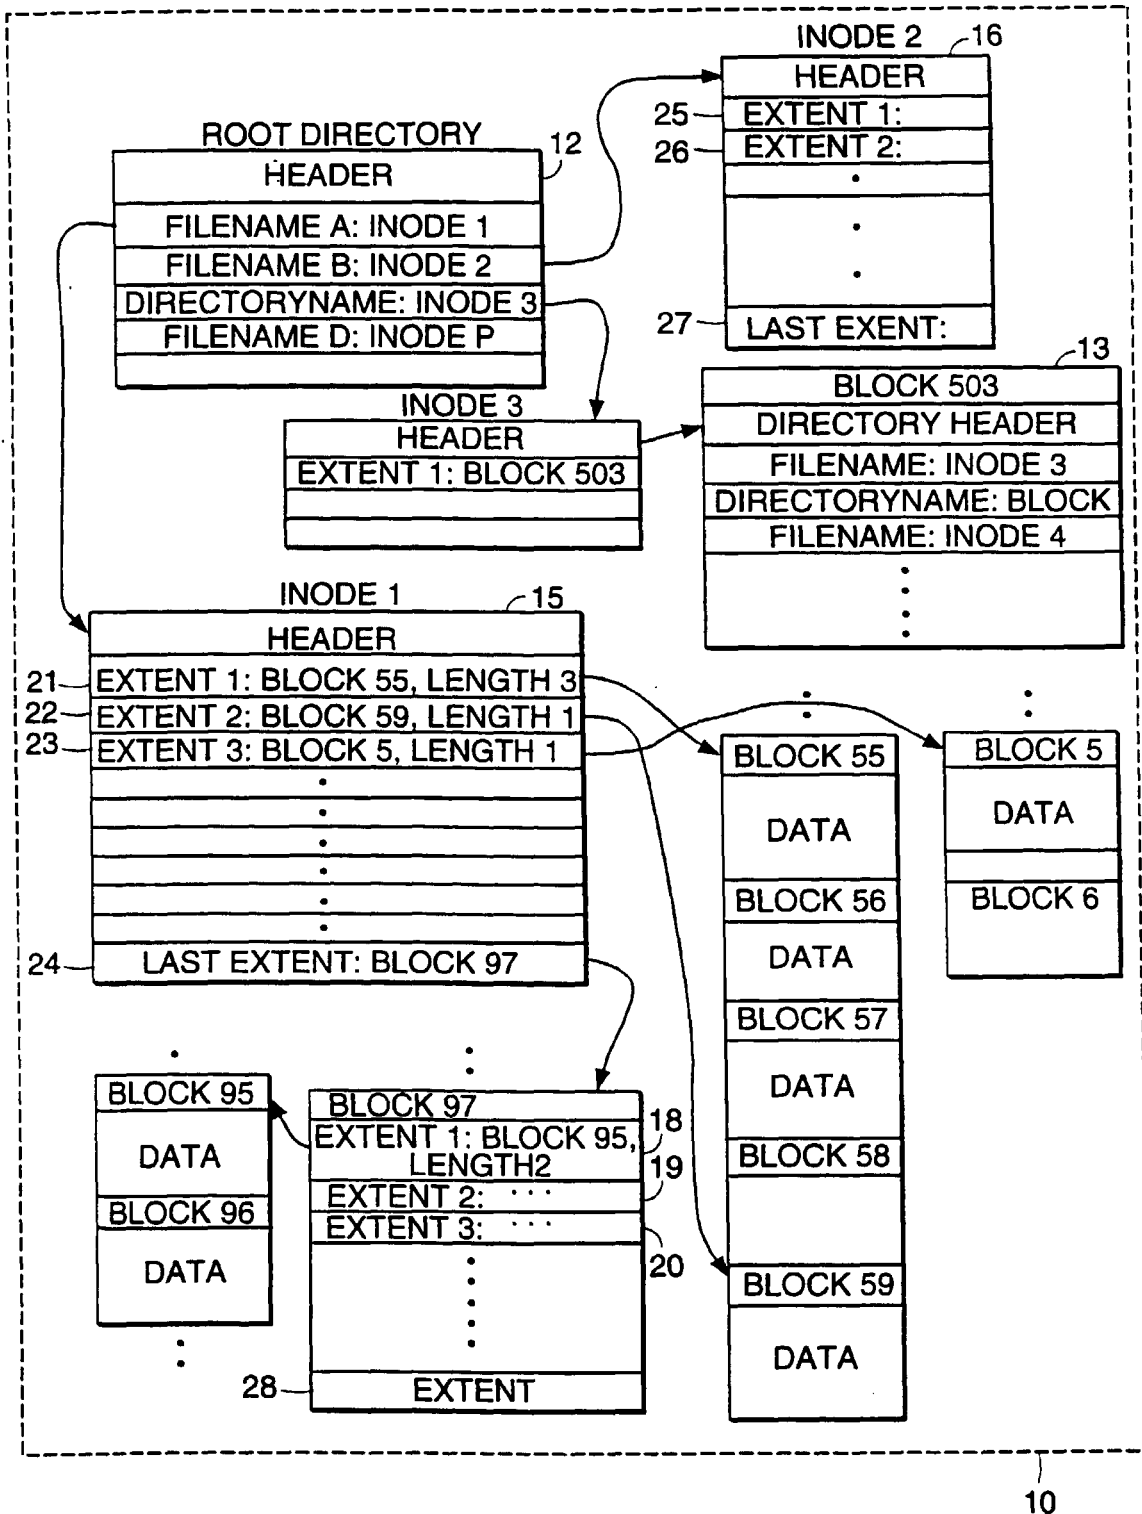 INODE 2
16
HEADER
25
EXTENT 1:
26
EXTENT 2:
27
LAST EXENT:
ROOT DIRECTORY
12
HEADER
FILENAME A: INODE 1
FILENAME B: INODE 2
DIRECTORYNAME: INODE 3
FILENAME D: INODE P
13
BLOCK 503
DIRECTORY HEADER
FILENAME: INODE 3
DIRECTORYNAME: BLOCK
FILENAME: INODE 4
INODE 3
HEADER
EXTENT 1: BLOCK 503
INODE 1
15
HEADER
21
EXTENT 1: BLOCK 55, LENGTH 3
22
EXTENT 2: BLOCK 59, LENGTH 1
23
EXTENT 3: BLOCK 5, LENGTH 1
24
LAST EXTENT: BLOCK 97
BLOCK 55
DATA
BLOCK 56
DATA
BLOCK 57
DATA
BLOCK 58
BLOCK 59
DATA
BLOCK 5
DATA
BLOCK 6
BLOCK 95
DATA
BLOCK 96
DATA
BLOCK 97
EXTENT 1: BLOCK 95,
LENGTH2
18
EXTENT 2: ...
19
EXTENT 3: ...
20
28
EXTENT
10